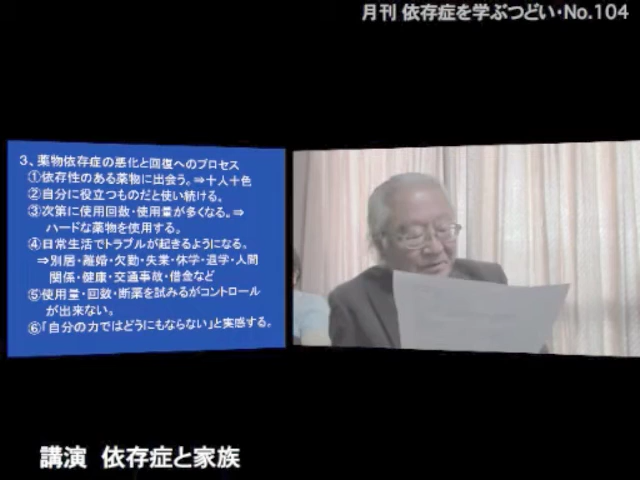 月刊 依存症を学ぶつどい・No.104
3、薬物依存症の悪化と回復へのプロセス
①依存性のある薬物に出会う。⇒十人十色
②自分に役立つものだと使い続ける。
③次第に使用回数・使用量が多くなる。⇒
ハードな薬物を使用する。
④日常生活でトラブルが起きるようになる。
⇒別居・離婚・欠勤・失業・休学・退学・人間
関係・健康・交通事故・借金など
⑤使用量・回数・断薬を試みるがコントロール
が出来ない。
⑥「自分の力ではどうにもならない」と実感する。
講演 依存症と家族